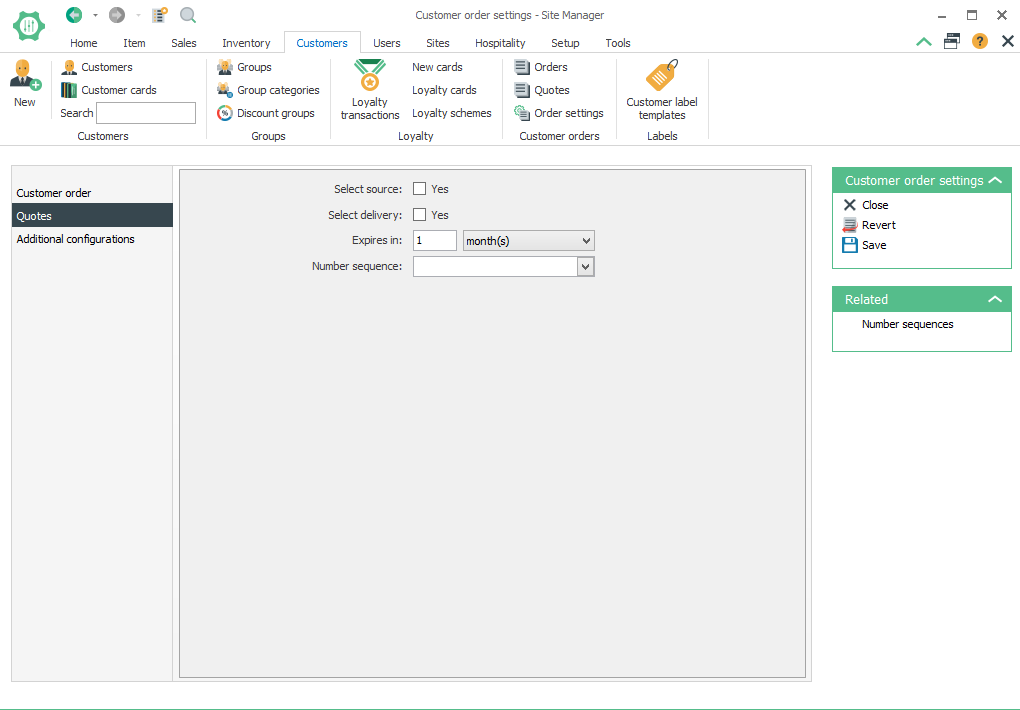 Customer order settings - Site Manager
Home Item Sales Inventory Customers Users Sites Hospitality Setup Tools
?
New
Customers
Customer cards
Search
Customers
Groups
Group categories
% Discount groups
Groups
Loyalty
transactions
New cards
Loyalty cards
Loyalty schemes
Loyalty
Orders
Quotes
Order settings
Customer orders
Customer label
templates
Labels
Customer order
Quotes
Additional configurations
Select source: Yes
Select delivery: Yes
Expires in: 1 month(s)
Number sequence:
Customer order settings
Close
Revert
Save
Related
Number sequences